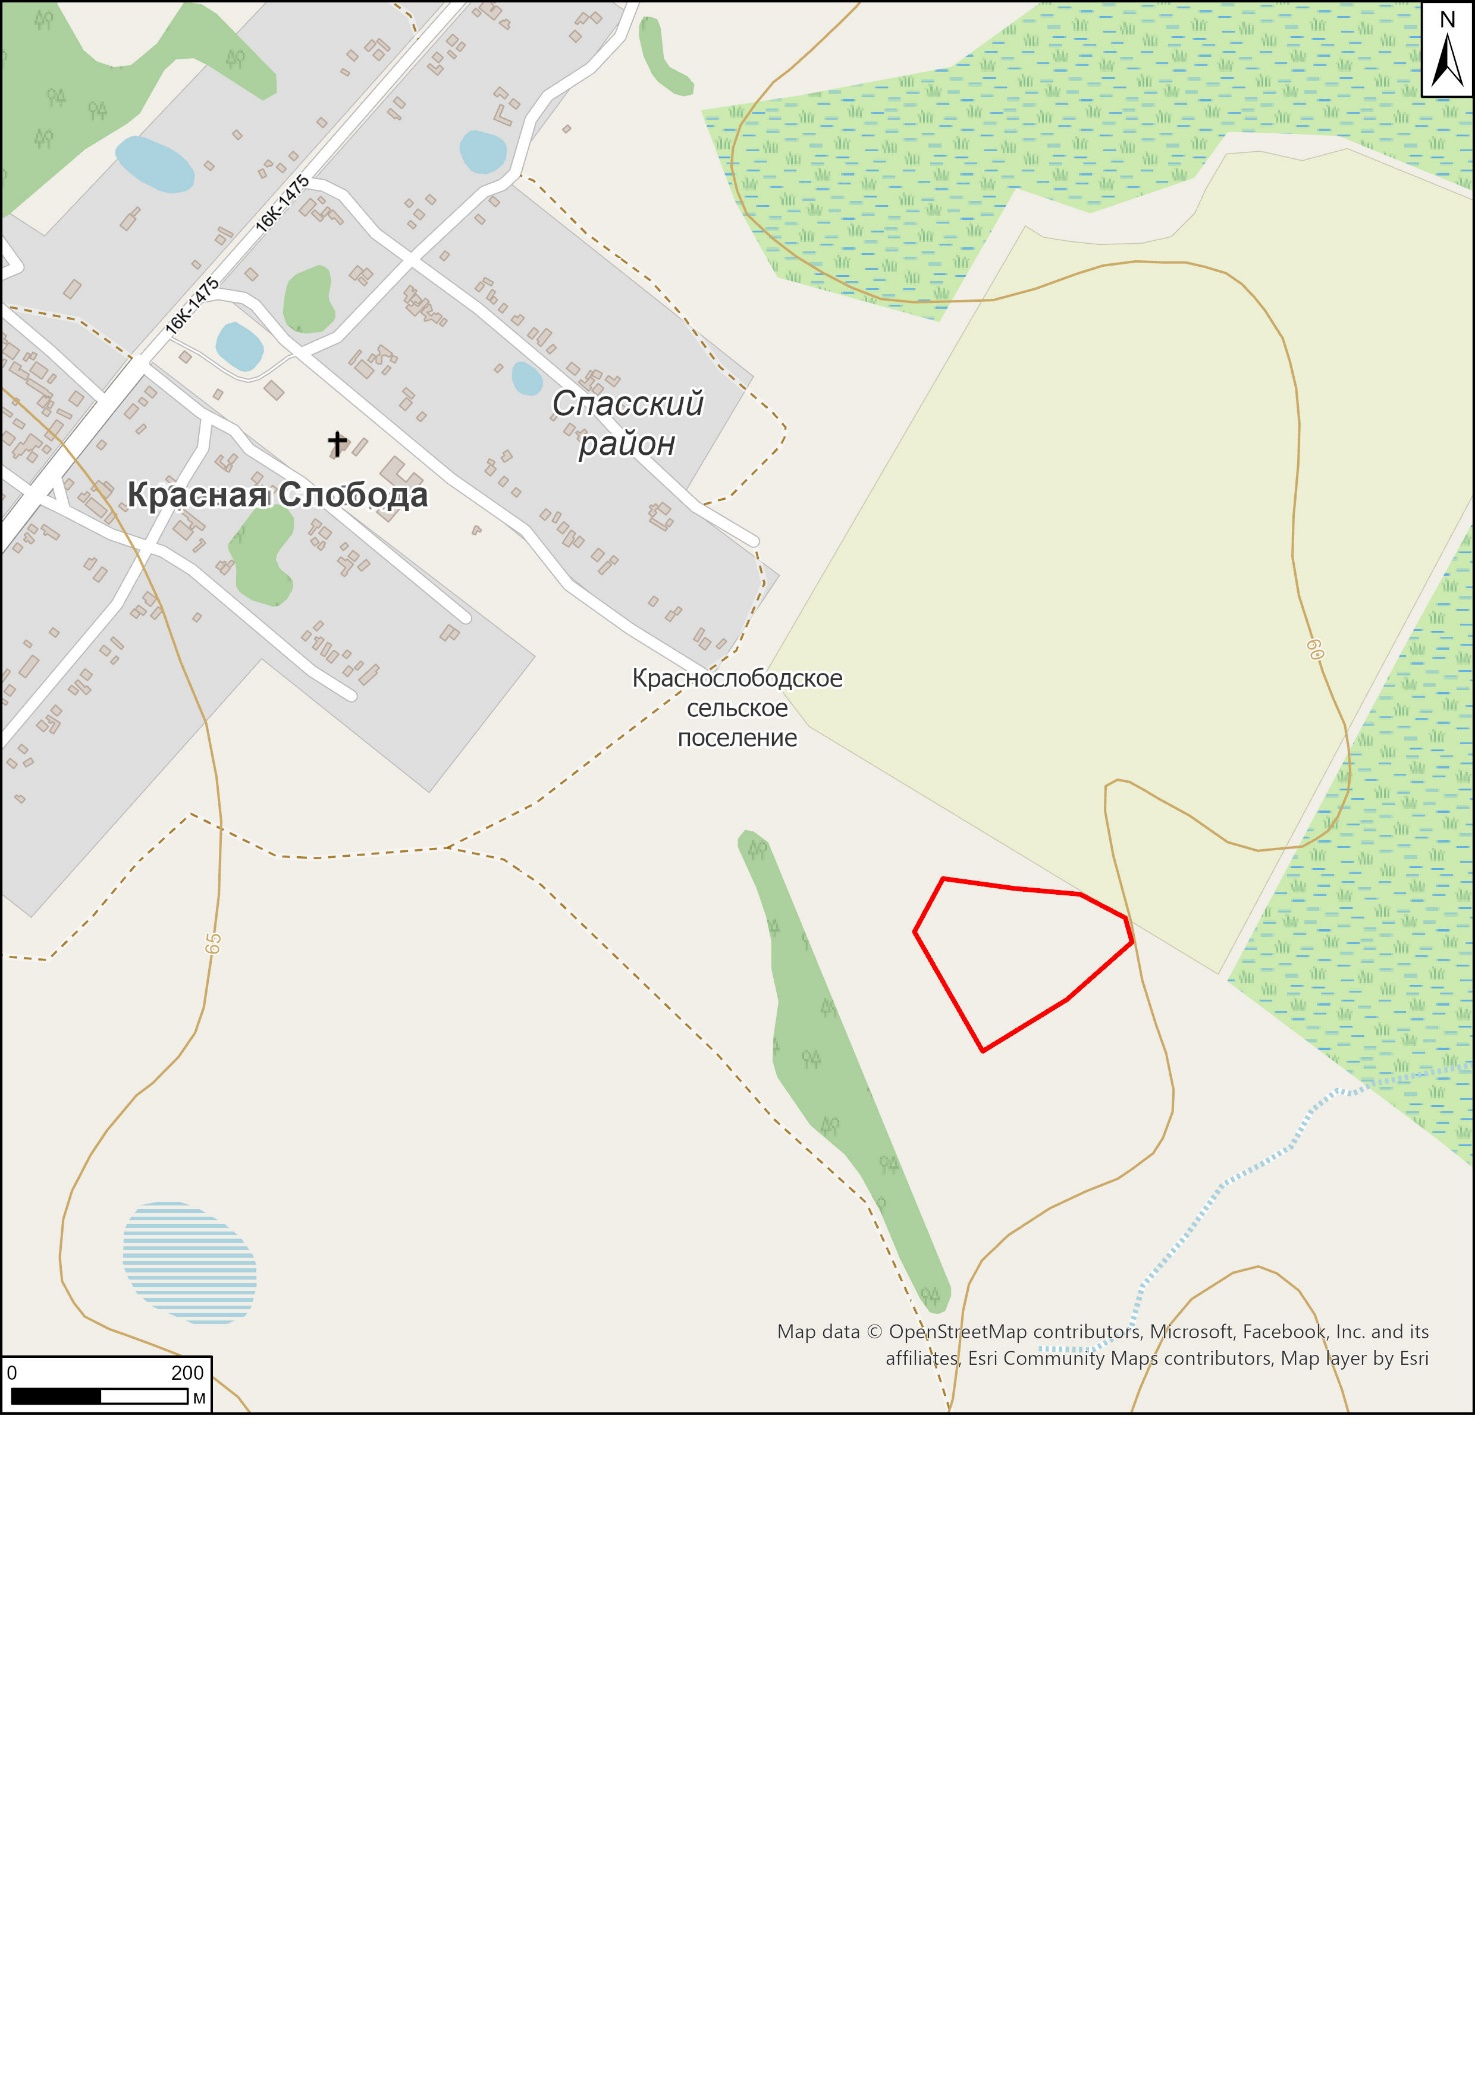 N
16К-1475
16К-1475
Спасский
район
Красная Слобода
60
Краснослободское
сельское
поселение
65
Map data © OpenStreetMap contributors, Microsoft, Facebook, Inc. and its
affiliates, Esri Community Maps contributors, Map layer by Esri
0 200
м